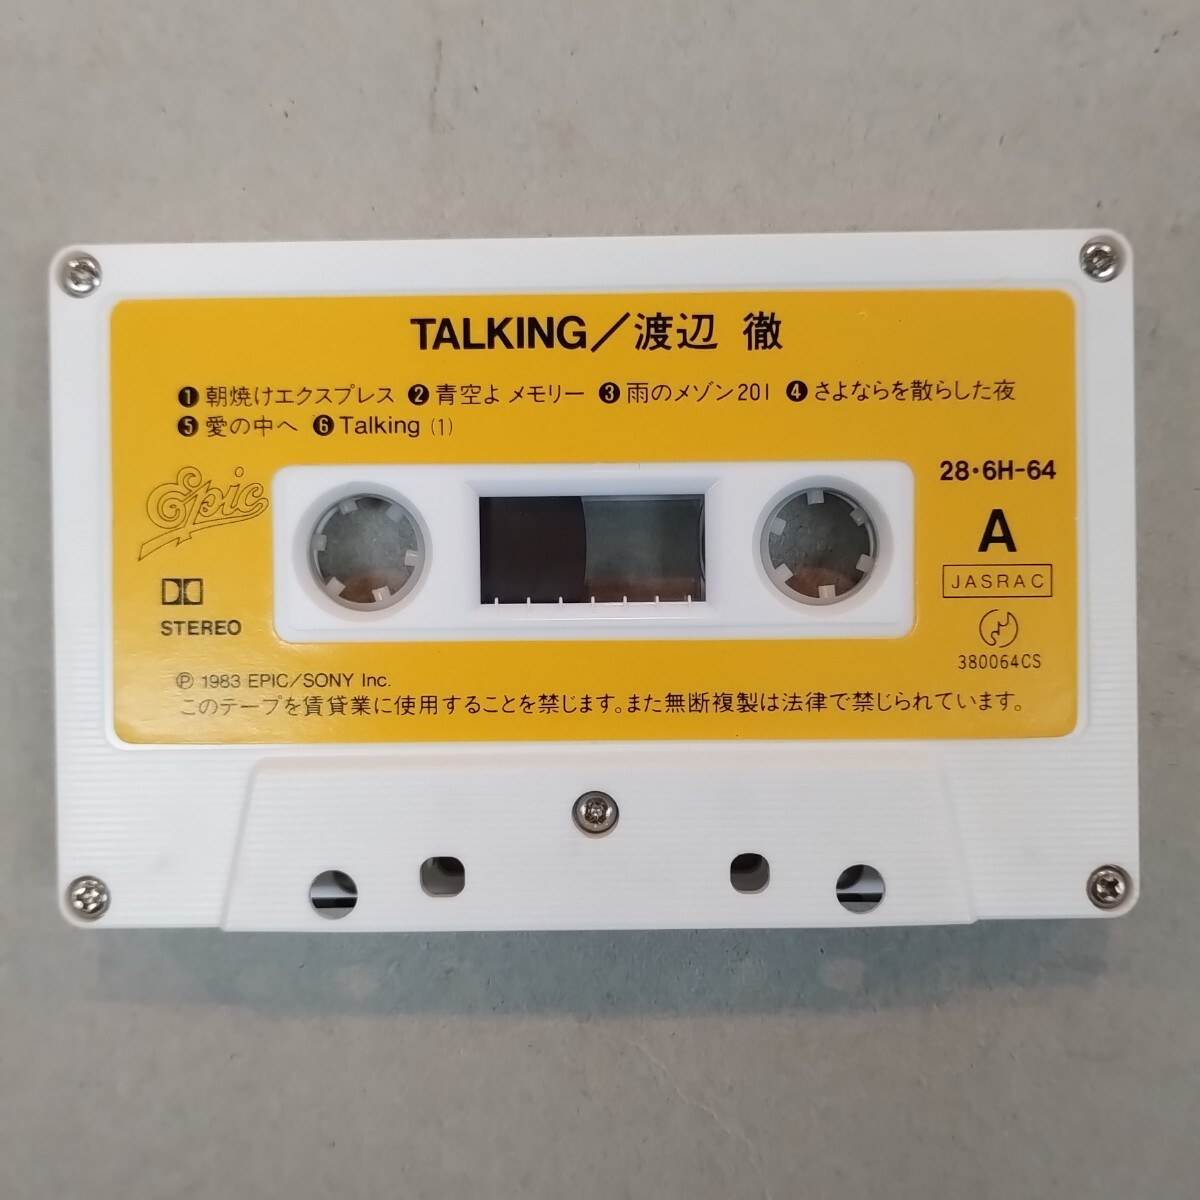 TALKING/渡辺 徹
❶朝焼けエクスプレス ❷青空よ メモリー ❸雨のメゾン201 ❹さよならを散らした夜
❺愛の中へ ❻Talking (1)
28・6H-64
Epic
A
JASRAC
STEREO
380064CS
Ⓟ 1983 EPIC/SONY Inc.
このテープを賃貸業に使用することを禁じます。また無断複製は法律で禁じられています。